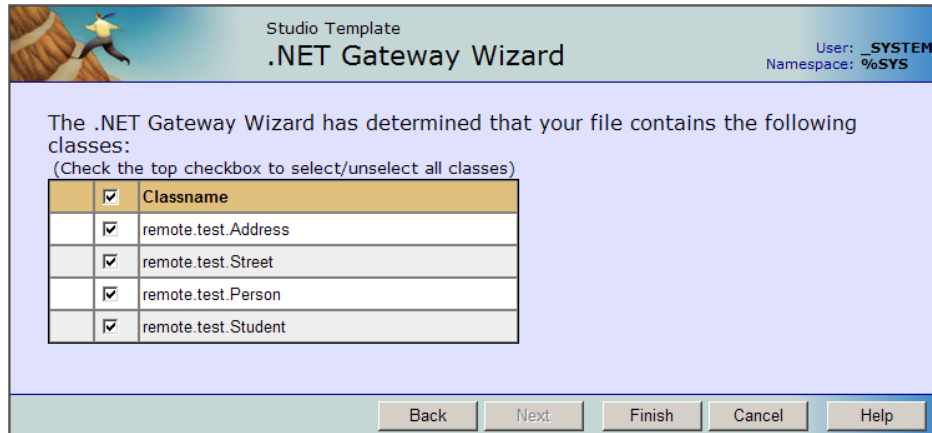 Studio Template
.NET Gateway Wizard
User: _SYSTEM
Namespace: %SYS
The .NET Gateway Wizard has determined that your file contains the following
classes:
(Check the top checkbox to select/unselect all classes)
Classname
remote.test.Address
remote.test.Street
remote.test.Person
remote.test.Student
Back Next Finish Cancel Help